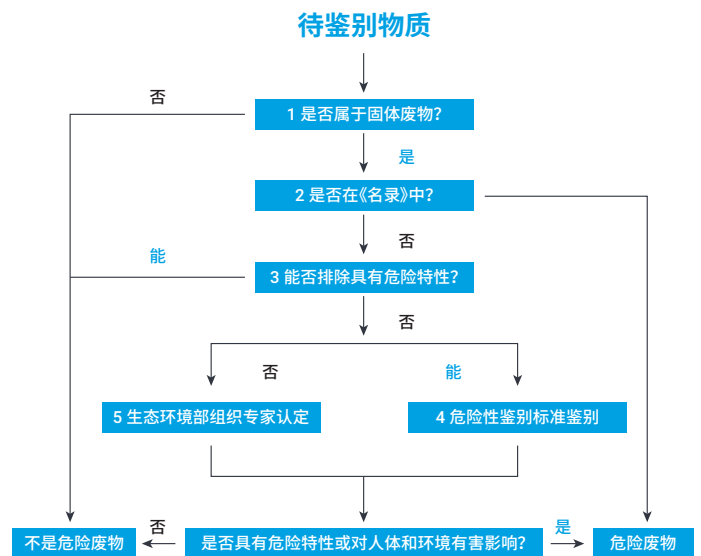 待鉴别物质
否
1 是否属于固体废物？
是
2 是否在《名录》中？
否
能
3 能否排除具有危险特性？
否
否
能
5 生态环境部组织专家认定
4 危险性鉴别标准鉴别
不是危险废物
否
是否具有危险特性或对人体和环境有害影响？
是
危险废物